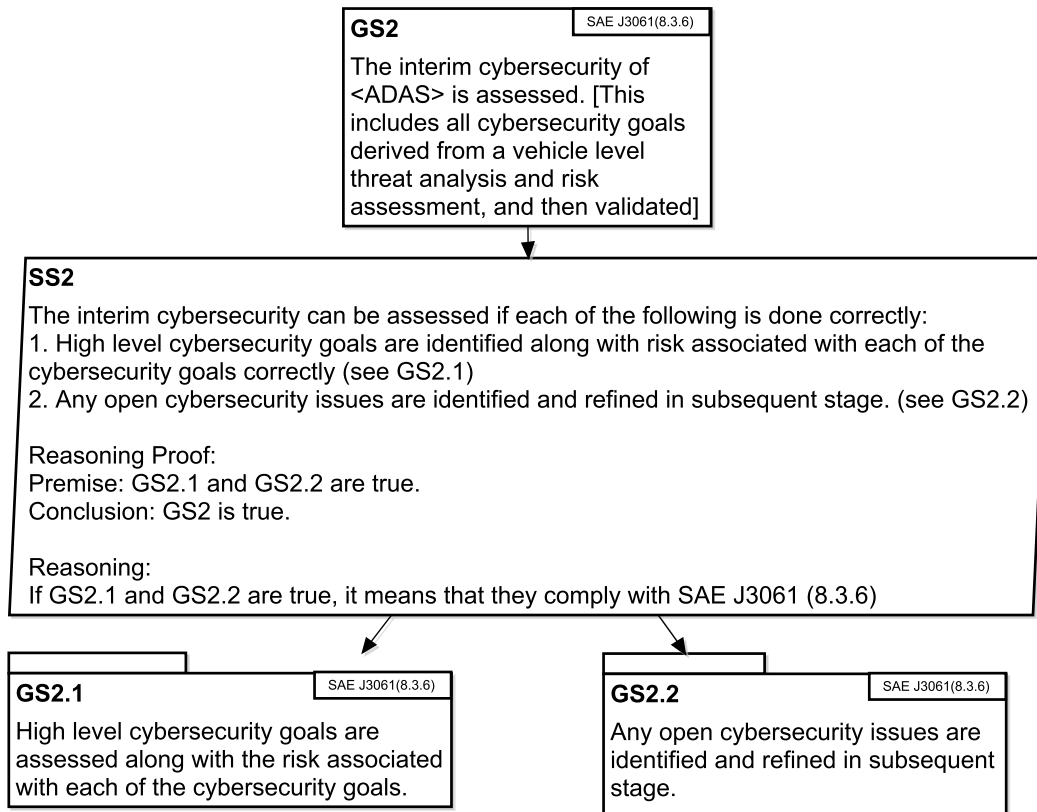 GS2
SAE J3061(8.3.6)
The interim cybersecurity of
<ADAS> is assessed. [This
includes all cybersecurity goals
derived from a vehicle level
threat analysis and risk
assessment, and then validated]
SS2
The interim cybersecurity can be assessed if each of the following is done correctly:
1. High level cybersecurity goals are identified along with risk associated with each of the
cybersecurity goals correctly (see GS2.1)
2. Any open cybersecurity issues are identified and refined in subsequent stage. (see GS2.2)
Reasoning Proof:
Premise: GS2.1 and GS2.2 are true.
Conclusion: GS2 is true.
Reasoning:
If GS2.1 and GS2.2 are true, it means that they comply with SAE J3061 (8.3.6)
GS2.1
SAE J3061(8.3.6)
High level cybersecurity goals are
assessed along with the risk associated
with each of the cybersecurity goals.
GS2.2
SAE J3061(8.3.6)
Any open cybersecurity issues are
identified and refined in subsequent
stage.